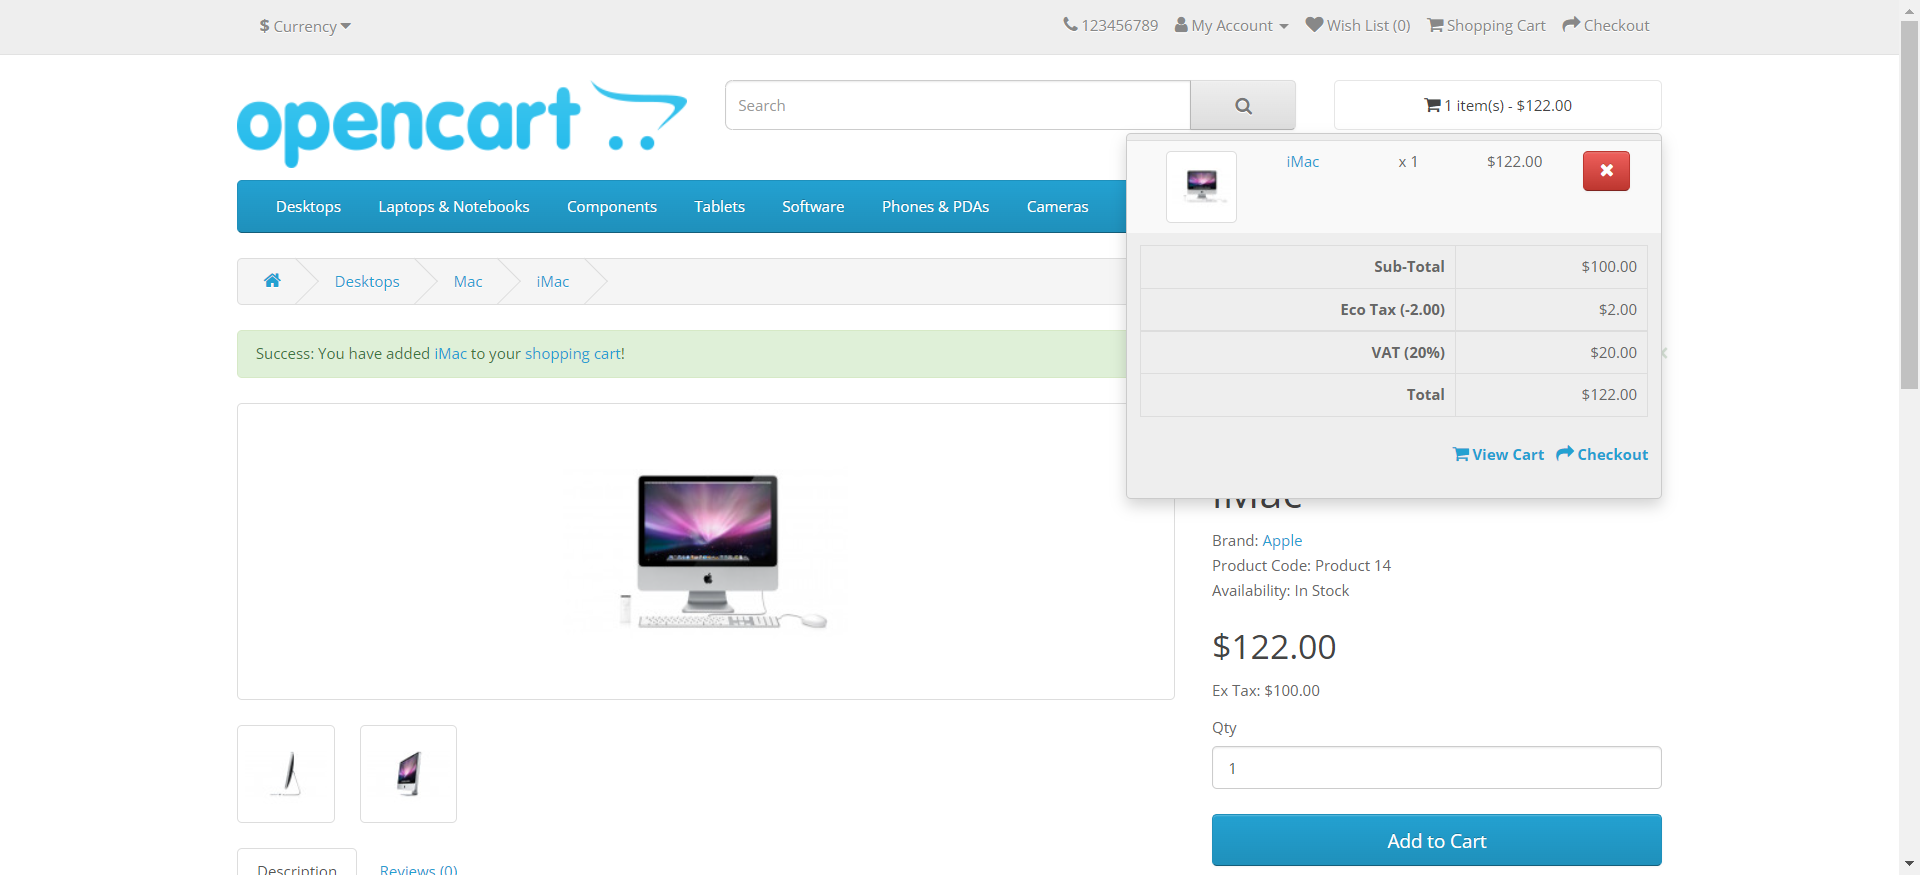 $ Currency
123456789 My Account Wish List (0) Shopping Cart Checkout
opencart
Search
1 item(s) - $122.00
iMac x 1 $122.00
Desktops Laptops & Notebooks Components Tablets Software Phones & PDAs Cameras
Sub-Total $100.00
Eco Tax (-2.00) $2.00
VAT (20%) $20.00
Total $122.00
View Cart Checkout
Desktops Mac iMac
Success: You have added iMac to your shopping cart!
iMac
Brand: Apple
Product Code: Product 14
Availability: In Stock
$122.00
Ex Tax: $100.00
Qty
1
Add to Cart
Description Reviews (0)